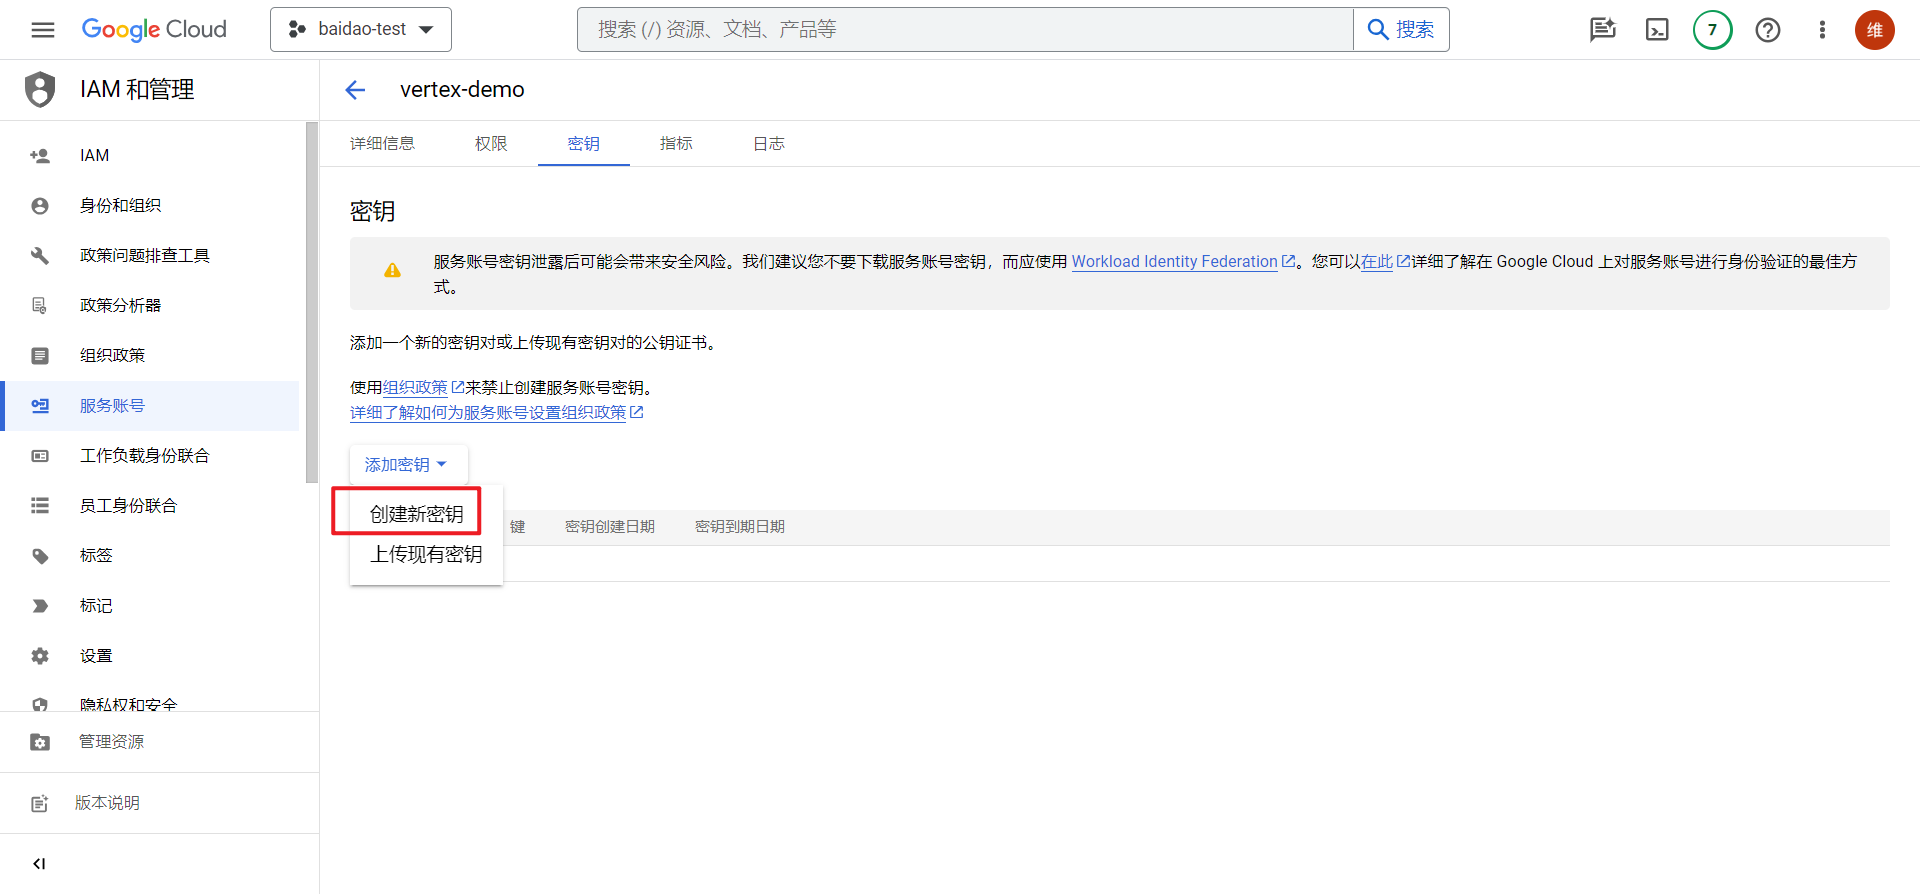 Google Cloud
baidao-test
搜索 (/) 资源、文档、产品等
搜索
7
维
IAM 和管理
vertex-demo
详细信息
权限
密钥
指标
日志
IAM
身份和组织
政策问题排查工具
政策分析器
组织政策
服务账号
工作负载身份联合
员工身份联合
标签
标记
设置
隐私权和安全
管理资源
版本说明
密钥
服务账号密钥泄露后可能会带来安全风险。我们建议您不要下载服务账号密钥，而应使用 Workload Identity Federation。您可以在此详细了解在 Google Cloud 上对服务账号进行身份验证的最佳方
式。
添加一个新的密钥对或上传现有密钥对的公钥证书。
使用组织政策来禁止创建服务账号密钥。
详细了解如何为服务账号设置组织政策
添加密钥
创建新密钥
上传现有密钥
键
密钥创建日期
密钥到期日期